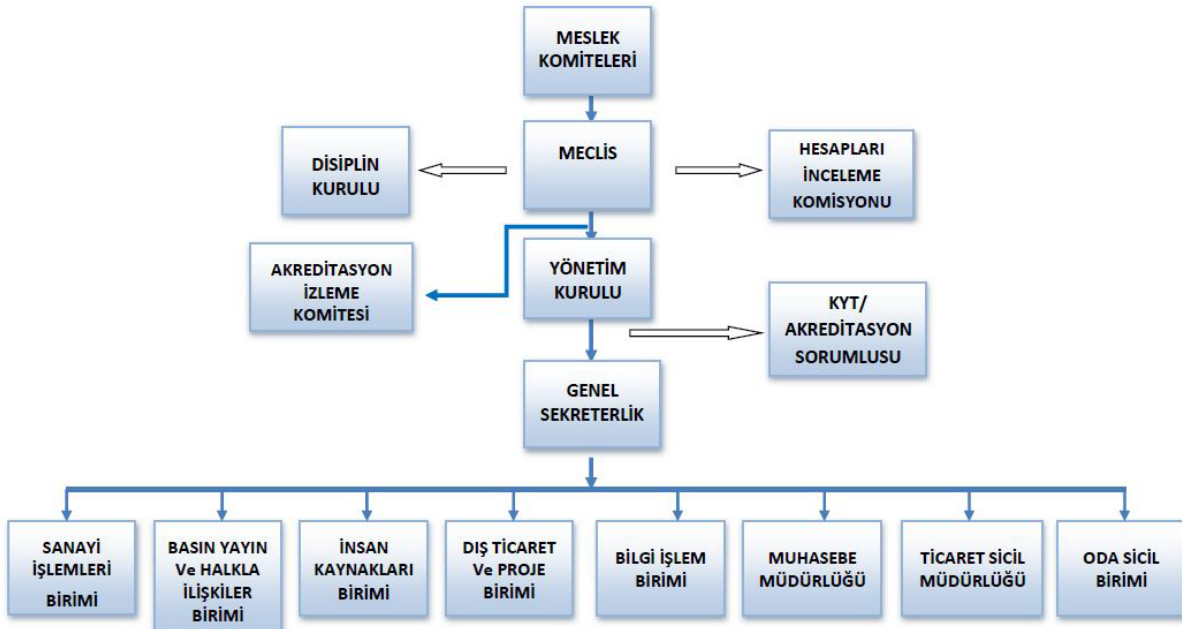 MESLEK
KOMİTELERİ
MECLİS
DİSİPLİN
KURULU
HESAPLARI
İNCELEME
KOMİSYONU
AKREDİTASYON
İZLEME
KOMİTESİ
YÖNETİM
KURULU
KYT/
AKREDİTASYON
SORUMLUSU
GENEL
SEKRETERLİK
SANAYİ
İŞLEMLERİ
BİRİMİ
BASIN YAYIN
Ve HALKLA
İLİŞKİLER
BİRİMİ
İNSAN
KAYNAKLARI
BİRİMİ
DIŞ TİCARET
Ve PROJE
BİRİMİ
BİLGİ İŞLEM
BİRİMİ
MUHASEBE
MÜDÜRLÜĞÜ
TİCARET SİCİL
MÜDÜRLÜĞÜ
ODA SİCİL
BİRİMİ